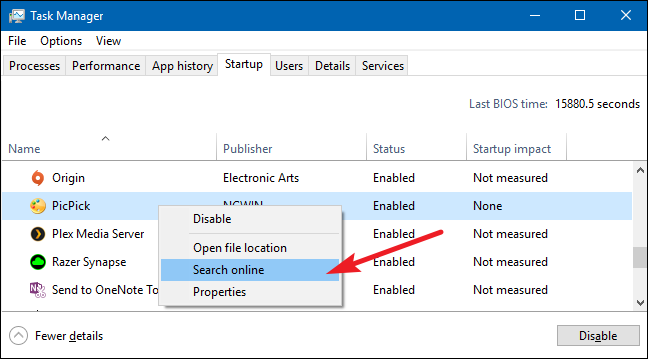 Task Manager
File Options View
Processes Performance App history Startup Users Details Services
Last BIOS time: 15880.5 seconds
Name Publisher Status Startup impact
Origin Electronic Arts Enabled Not measured
PicPick NGWIN Enabled None
Disable
Plex Media Server Enabled Not measured
Open file location
Razer Synapse Enabled Not measured
Search online
Send to OneNote To Enabled Not measured
Properties
Fewer details Disable